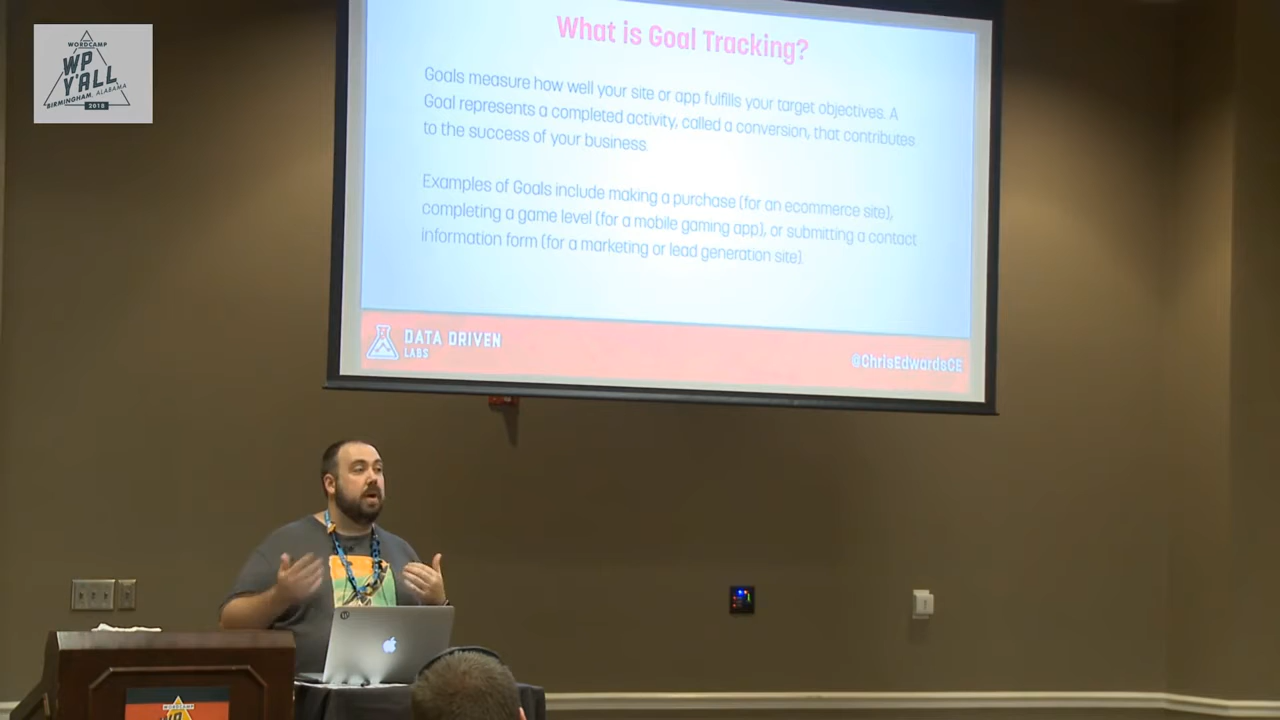 WORDCAMP
WP
Y'ALL
BIRMINGHAM, ALABAMA
2018
What is Goal Tracking?
Goals measure how well your site or app fulfills your target objectives. A
Goal represents a completed activity, called a conversion, that contributes
to the success of your business.
Examples of Goals include making a purchase (for an ecommerce site),
completing a game level (for a mobile gaming app), or submitting a contact
information form (for a marketing or lead generation site).
DATA DRIVEN
LABS
@ChrisEdwardsCE
WORDCAMP
WP